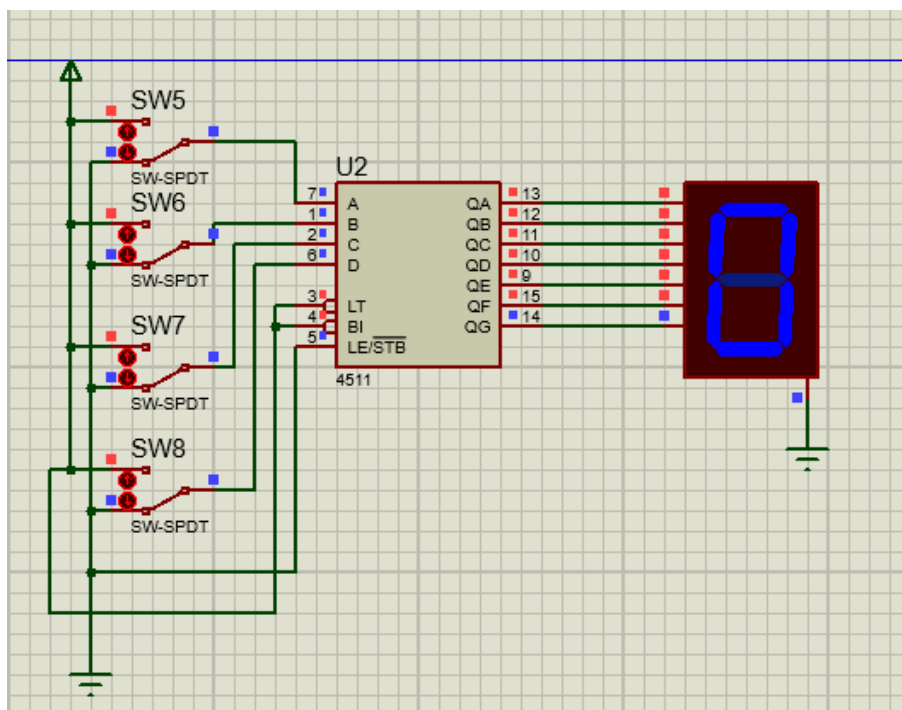 SW5
SW-SPDT
SW6
SW-SPDT
SW7
SW-SPDT
SW8
SW-SPDT
U2
7 A QA 13
1 B QB 12
2 C QC 11
6 D QD 10
QE 9
3 LT QF 15
4 BI QG 14
5 LE/STB
4511